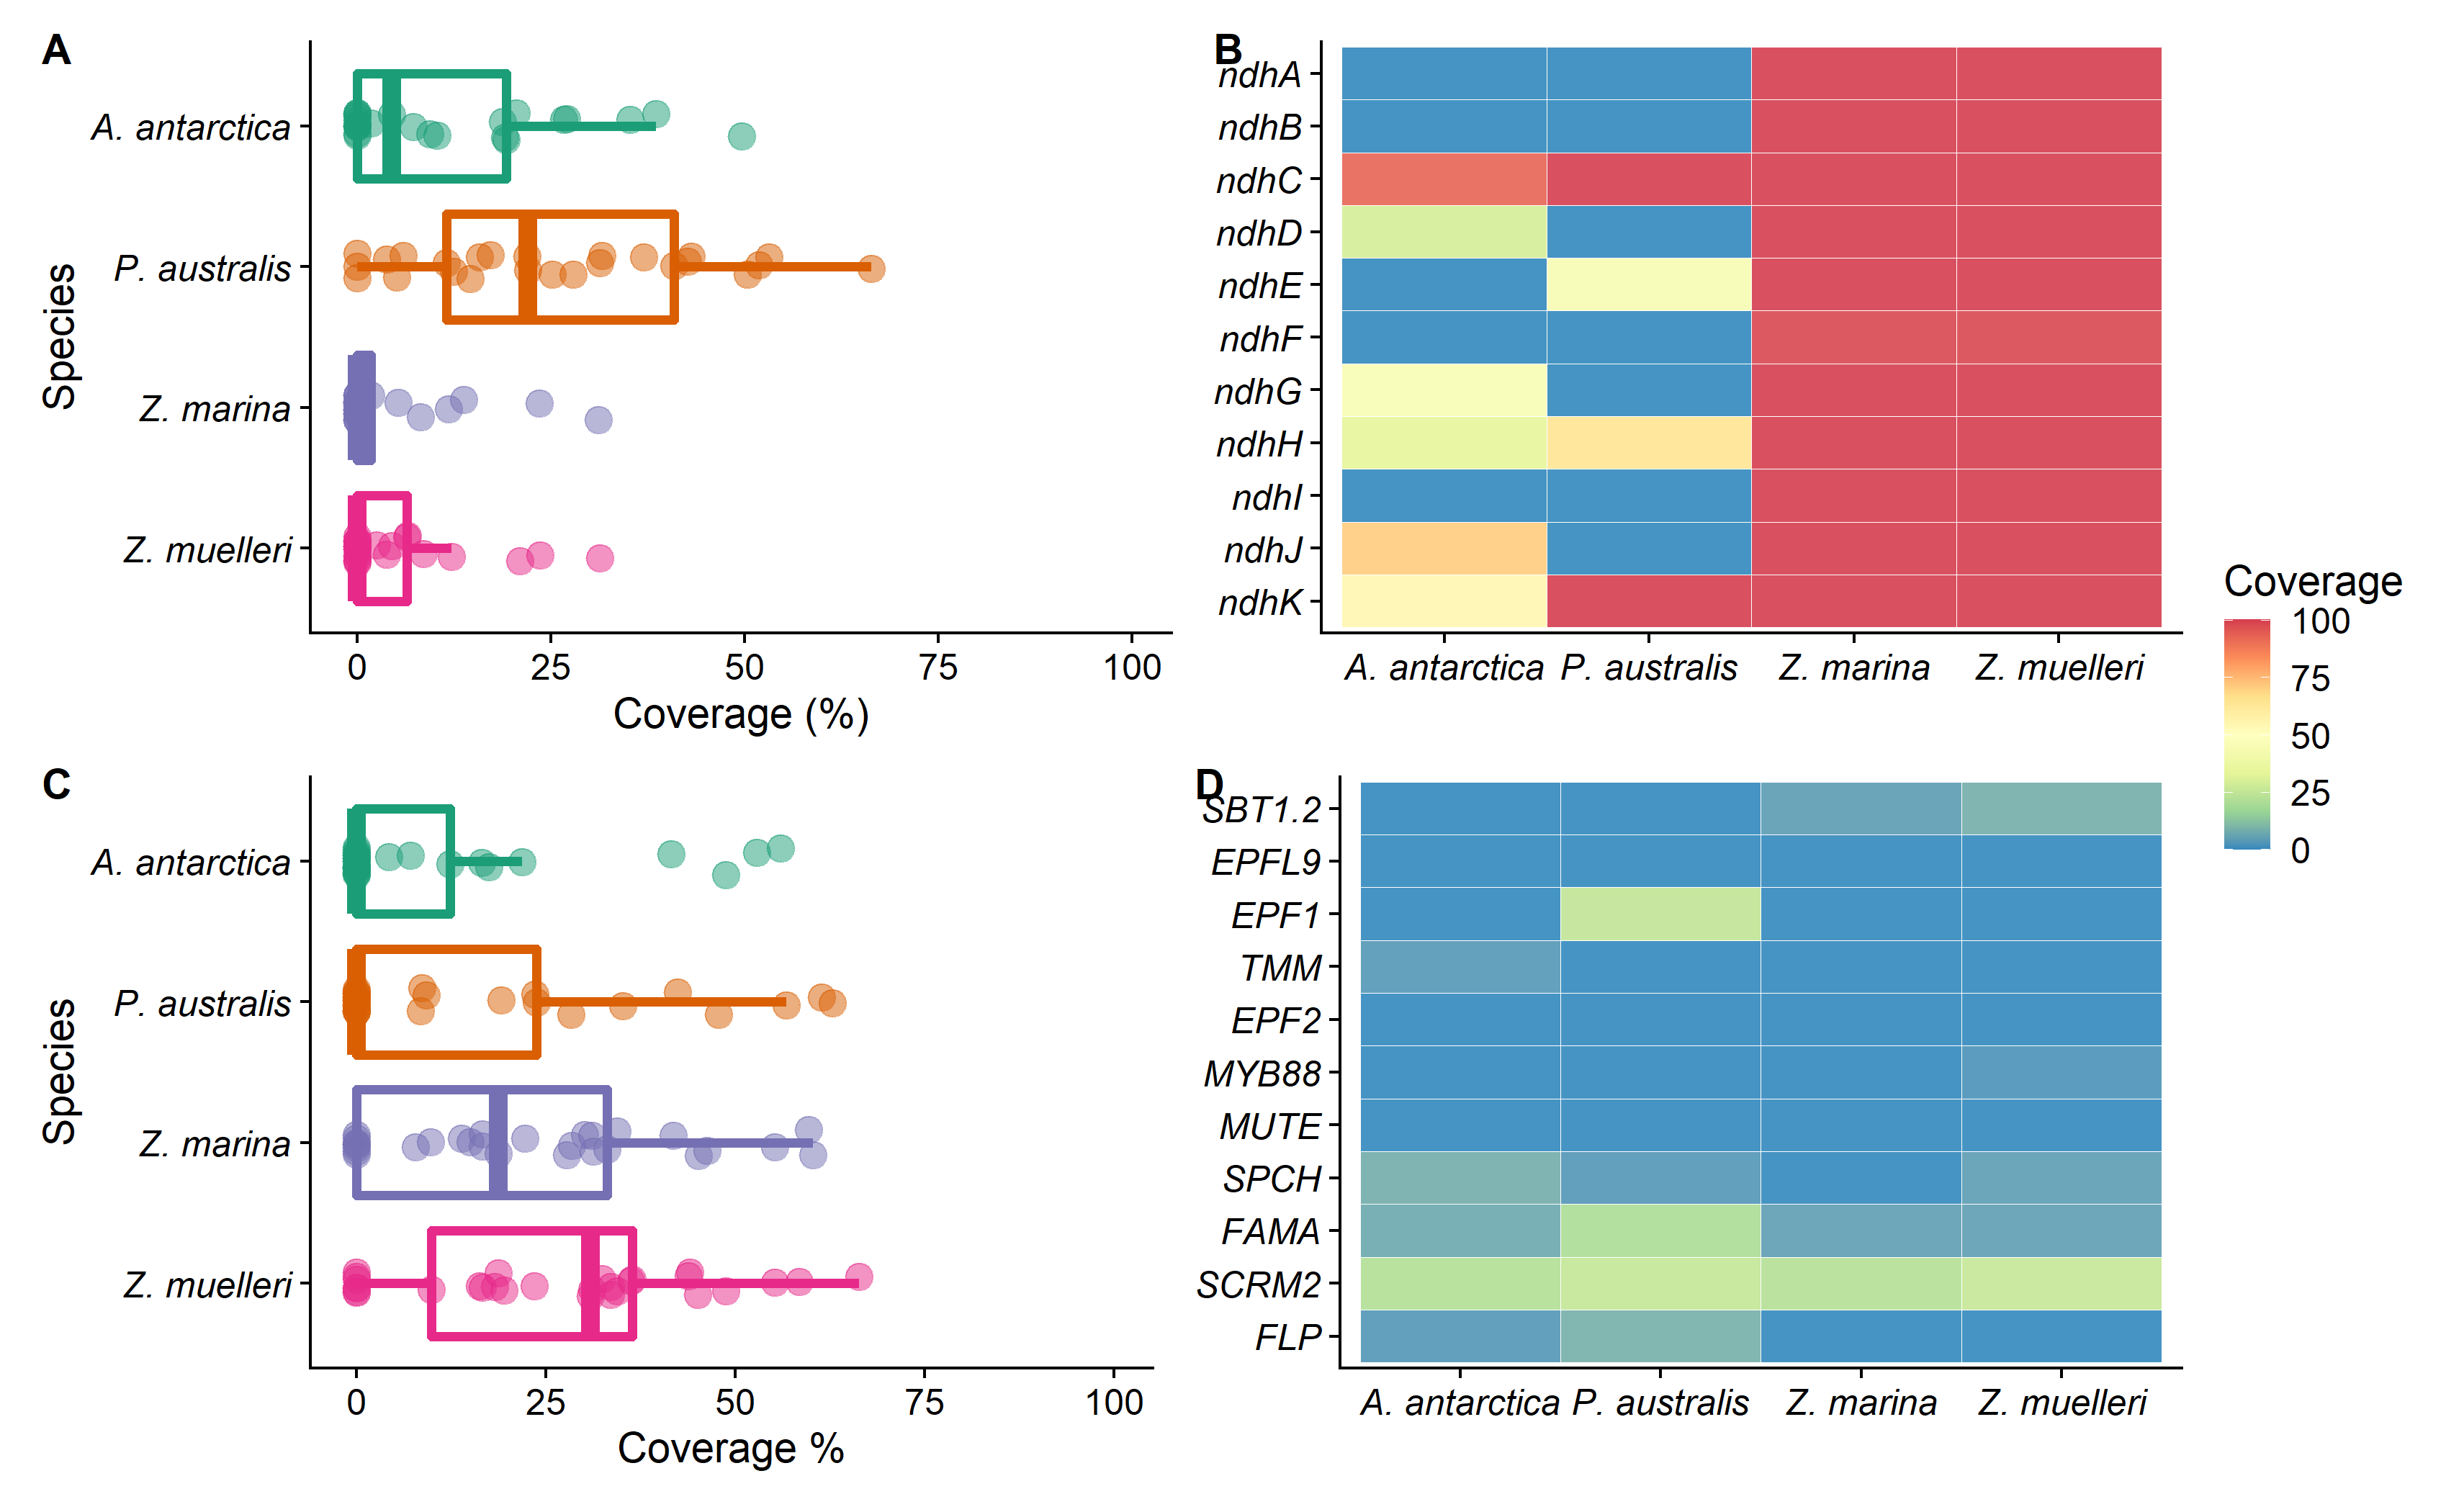 A
A. antarctica
P. australis
Z. marina
Z. muelleri
Species
0 25 50 75 100
Coverage (%)
B
ndhA
ndhB
ndhC
ndhD
ndhE
ndhF
ndhG
ndhH
ndhI
ndhJ
ndhK
A. antarctica P. australis Z. marina Z. muelleri
Coverage
100
75
50
25
0
C
A. antarctica
P. australis
Z. marina
Z. muelleri
Species
0 25 50 75 100
Coverage %
D
SBT1.2
EPFL9
EPF1
TMM
EPF2
MYB88
MUTE
SPCH
FAMA
SCRM2
FLP
A. antarctica P. australis Z. marina Z. muelleri